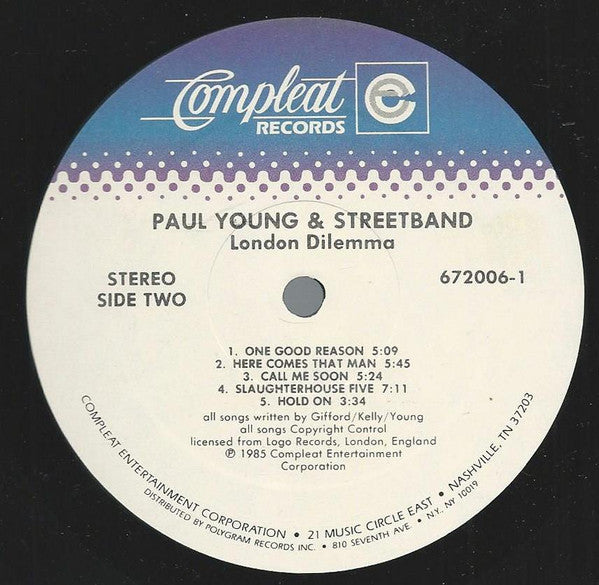 Compleat
RECORDS
PAUL YOUNG & STREETBAND
London Dilemma
STEREO
SIDE TWO
672006-1
1. ONE GOOD REASON 5:09
2. HERE COMES THAT MAN 5:45
3. CALL ME SOON 5:24
4. SLAUGHTERHOUSE FIVE 7:11
5. HOLD ON 3:34
all songs written by Gifford/Kelly/Young
all songs Copyright Control
licensed from Logo Records, London, England
℗ 1985 Compleat Entertainment
Corporation
COMPLEAT ENTERTAINMENT CORPORATION • 21 MUSIC CIRCLE EAST • NASHVILLE, TN 37203
DISTRIBUTED BY POLYGRAM RECORDS INC. • 810 SEVENTH AVE. • N.Y. NY 10019